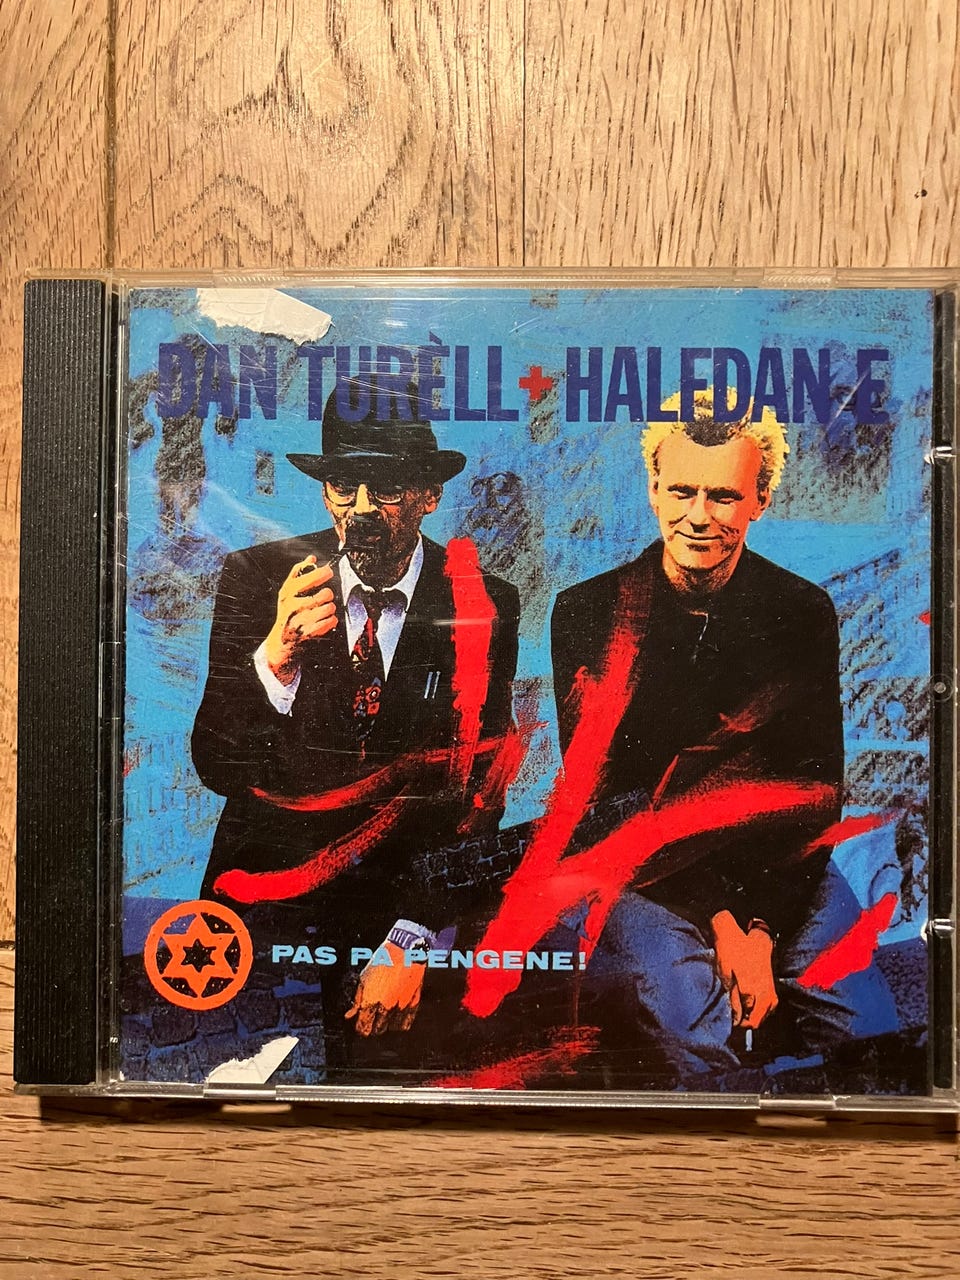 DAN TURÈLL + HALFDAN E
PAS PÅ PENGENE!